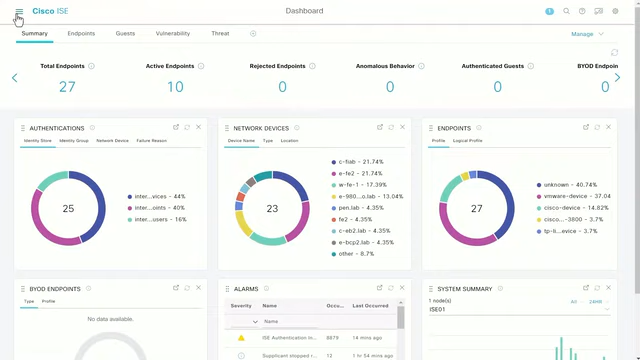 Cisco ISE
Dashboard
Summary Endpoints Guests Vulnerability Threat
Manage
Total Endpoints
27
Active Endpoints
10
Rejected Endpoints
0
Anomalous Behavior
0
Authenticated Guests
0
BYOD Endpoin
0
AUTHENTICATIONS
Identity Store Identity Group Network Device Failure Reason
25
inter...vices - 44%
inter...oints - 40%
inter...users - 16%
NETWORK DEVICES
Device Name Type Location
23
c-fiab - 21.74%
e-fe2 - 21.74%
w-fe-1 - 17.39%
e-980...o.lab - 13.04%
pen.lab - 4.35%
fe2 - 4.35%
c-eb2.lab - 4.35%
e-bcp2.lab - 4.35%
other - 8.7%
ENDPOINTS
Profile Logical Profile
27
unknown - 40.74%
vmware-device - 37.04
cisco-device - 14.82%
cisco...-3800 - 3.7%
tp-li...evice - 3.7%
BYOD ENDPOINTS
Type Profile
No data available.
ALARMS
Severity Name Occu... Last Occurred
Name
ISE Authentication In... 8879 14 mins ago
Supplicant stopped r... 12 1 hr 54 mins ago
SYSTEM SUMMARY
1 node(s)
All 24HR
ISE01